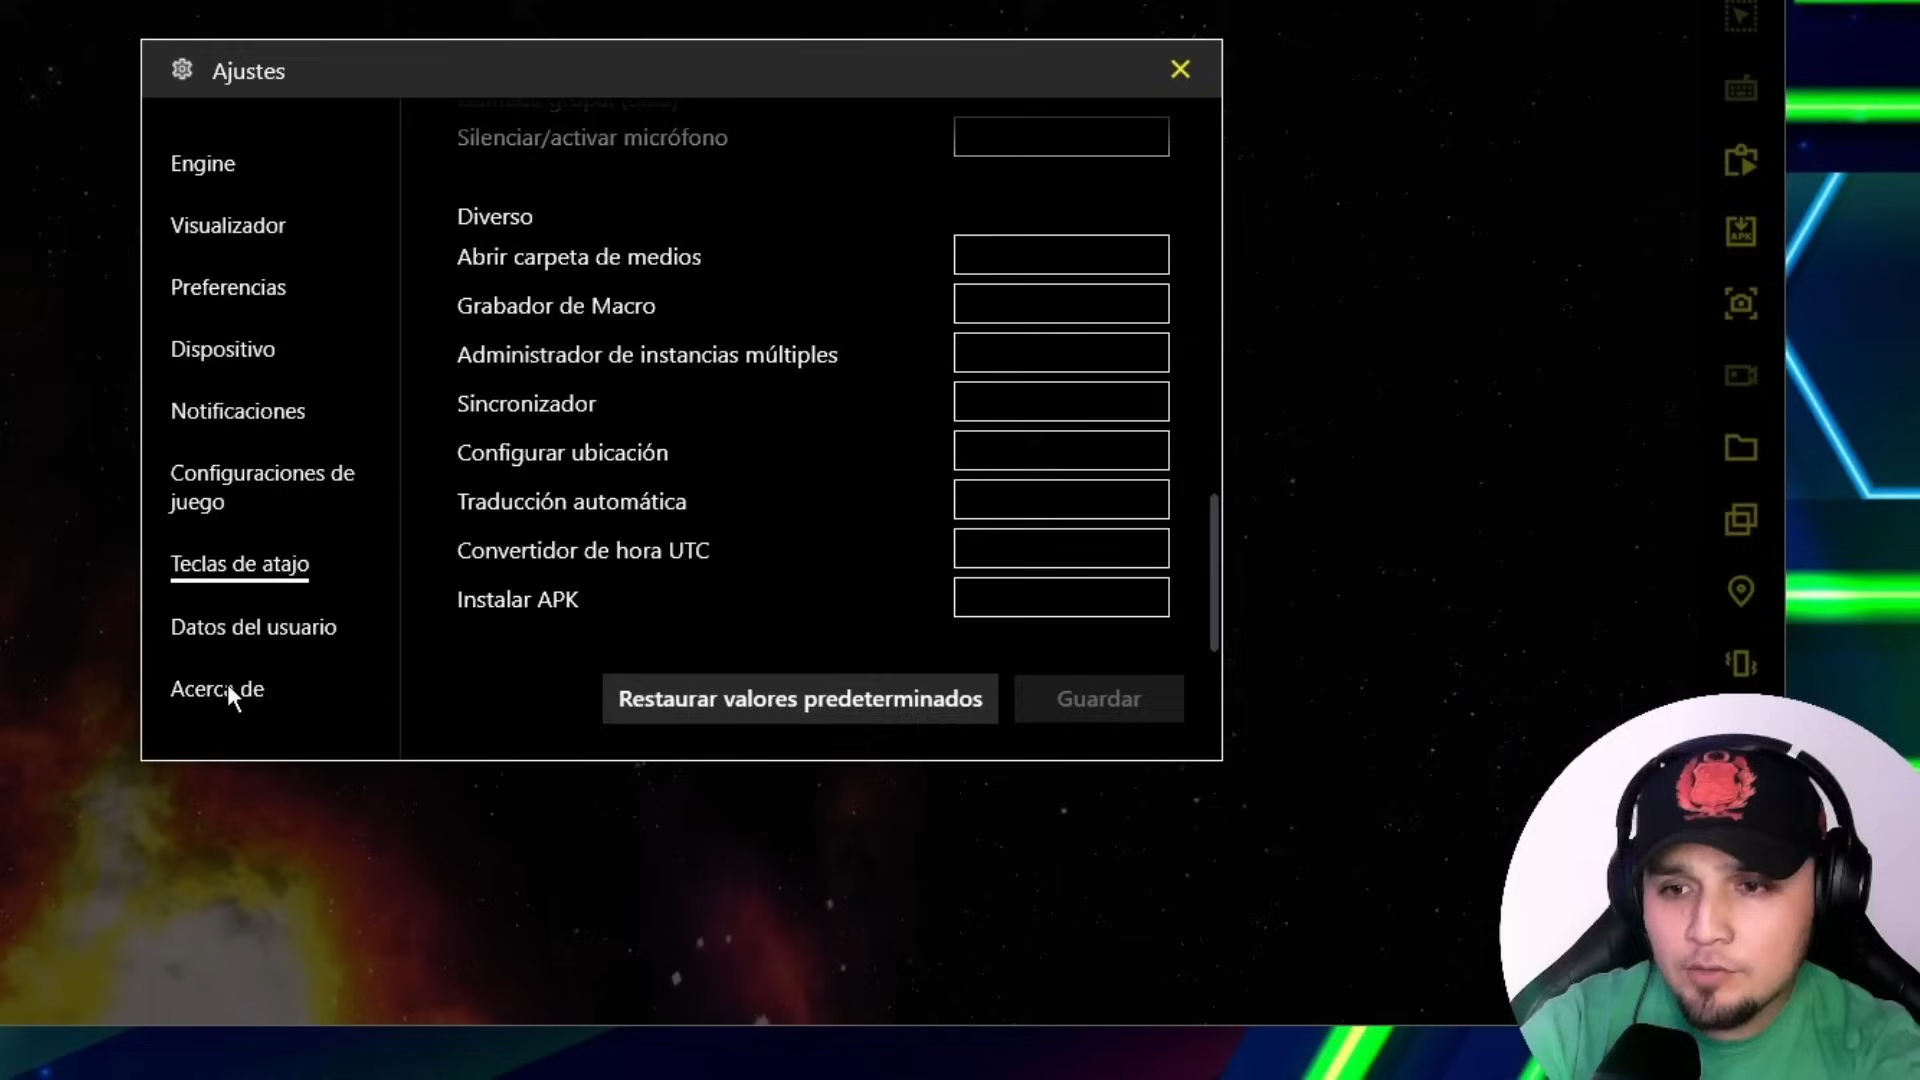 Ajustes
Engine
Visualizador
Preferencias
Dispositivo
Notificaciones
Configuraciones de
juego
Teclas de atajo
Datos del usuario
Acerca de
Silenciar/activar micrófono
Diverso
Abrir carpeta de medios
Grabador de Macro
Administrador de instancias múltiples
Sincronizador
Configurar ubicación
Traducción automática
Convertidor de hora UTC
Instalar APK
Restaurar valores predeterminados
Guardar
APK